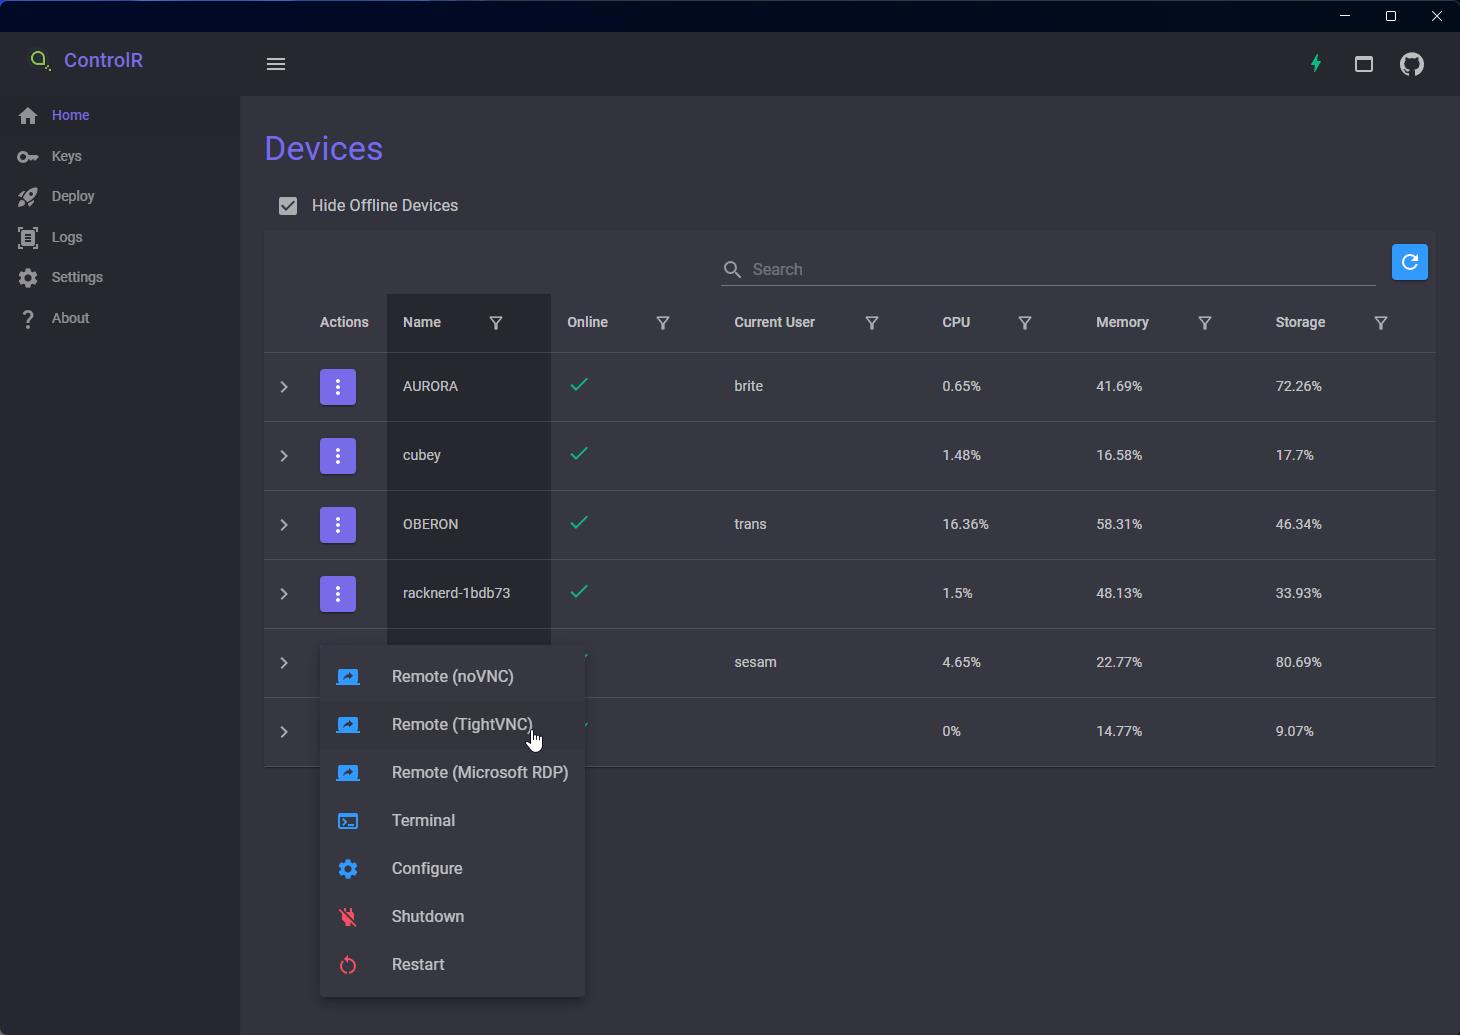 ControlR
Home
Keys
Deploy
Logs
Settings
About
Devices
Hide Offline Devices
Search
Actions Name Online Current User CPU Memory Storage
AURORA brite 0.65% 41.69% 72.26%
cubey 1.48% 16.58% 17.7%
OBERON trans 16.36% 58.31% 46.34%
racknerd-1bdb73 1.5% 48.13% 33.93%
sesam 4.65% 22.77% 80.69%
0% 14.77% 9.07%
Remote (noVNC)
Remote (TightVNC)
Remote (Microsoft RDP)
Terminal
Configure
Shutdown
Restart